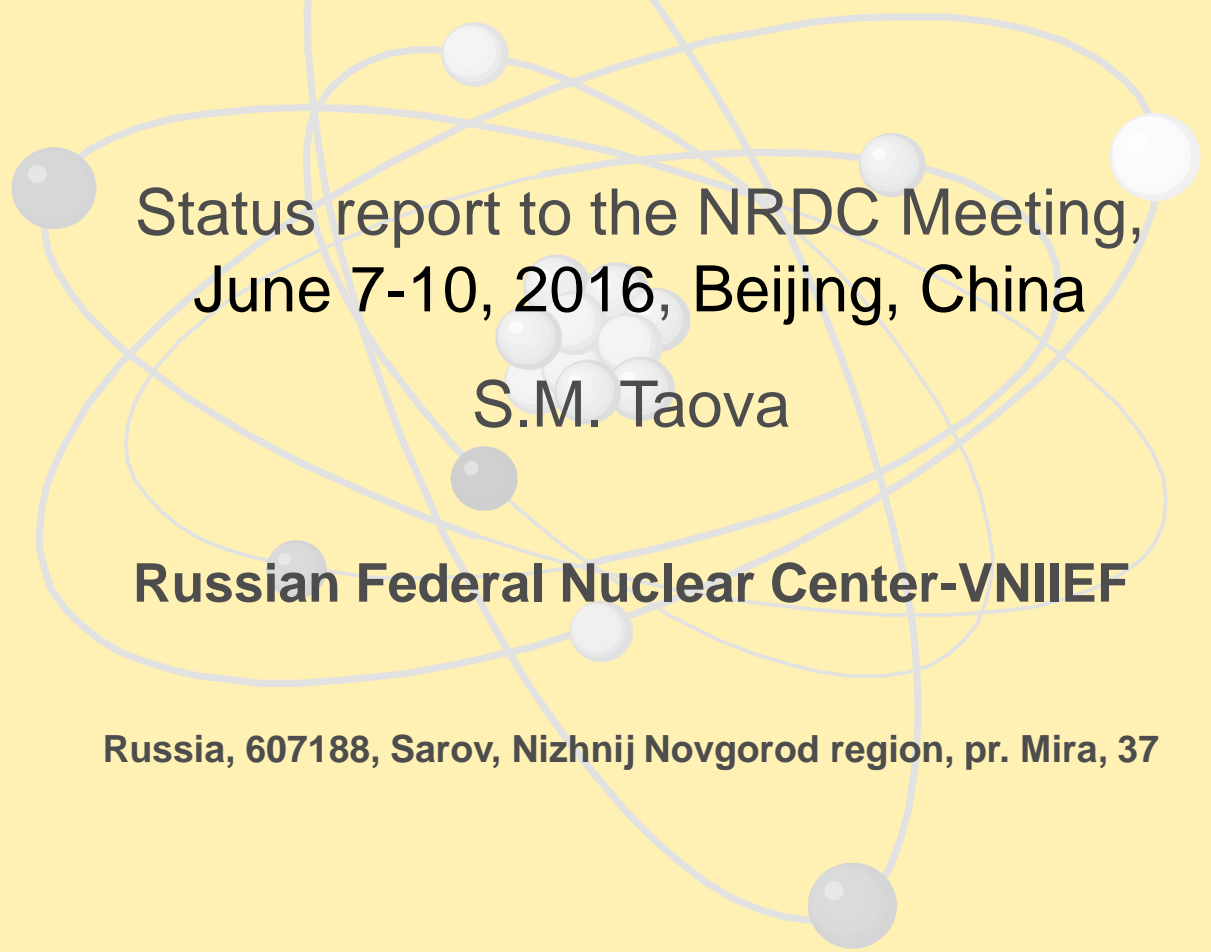 Status report to the NRDC Meeting,
June 7-10, 2016, Beijing, China
S.M. Taova
Russian Federal Nuclear Center-VNIIEF
Russia, 607188, Sarov, Nizhnij Novgorod region, pr. Mira, 37